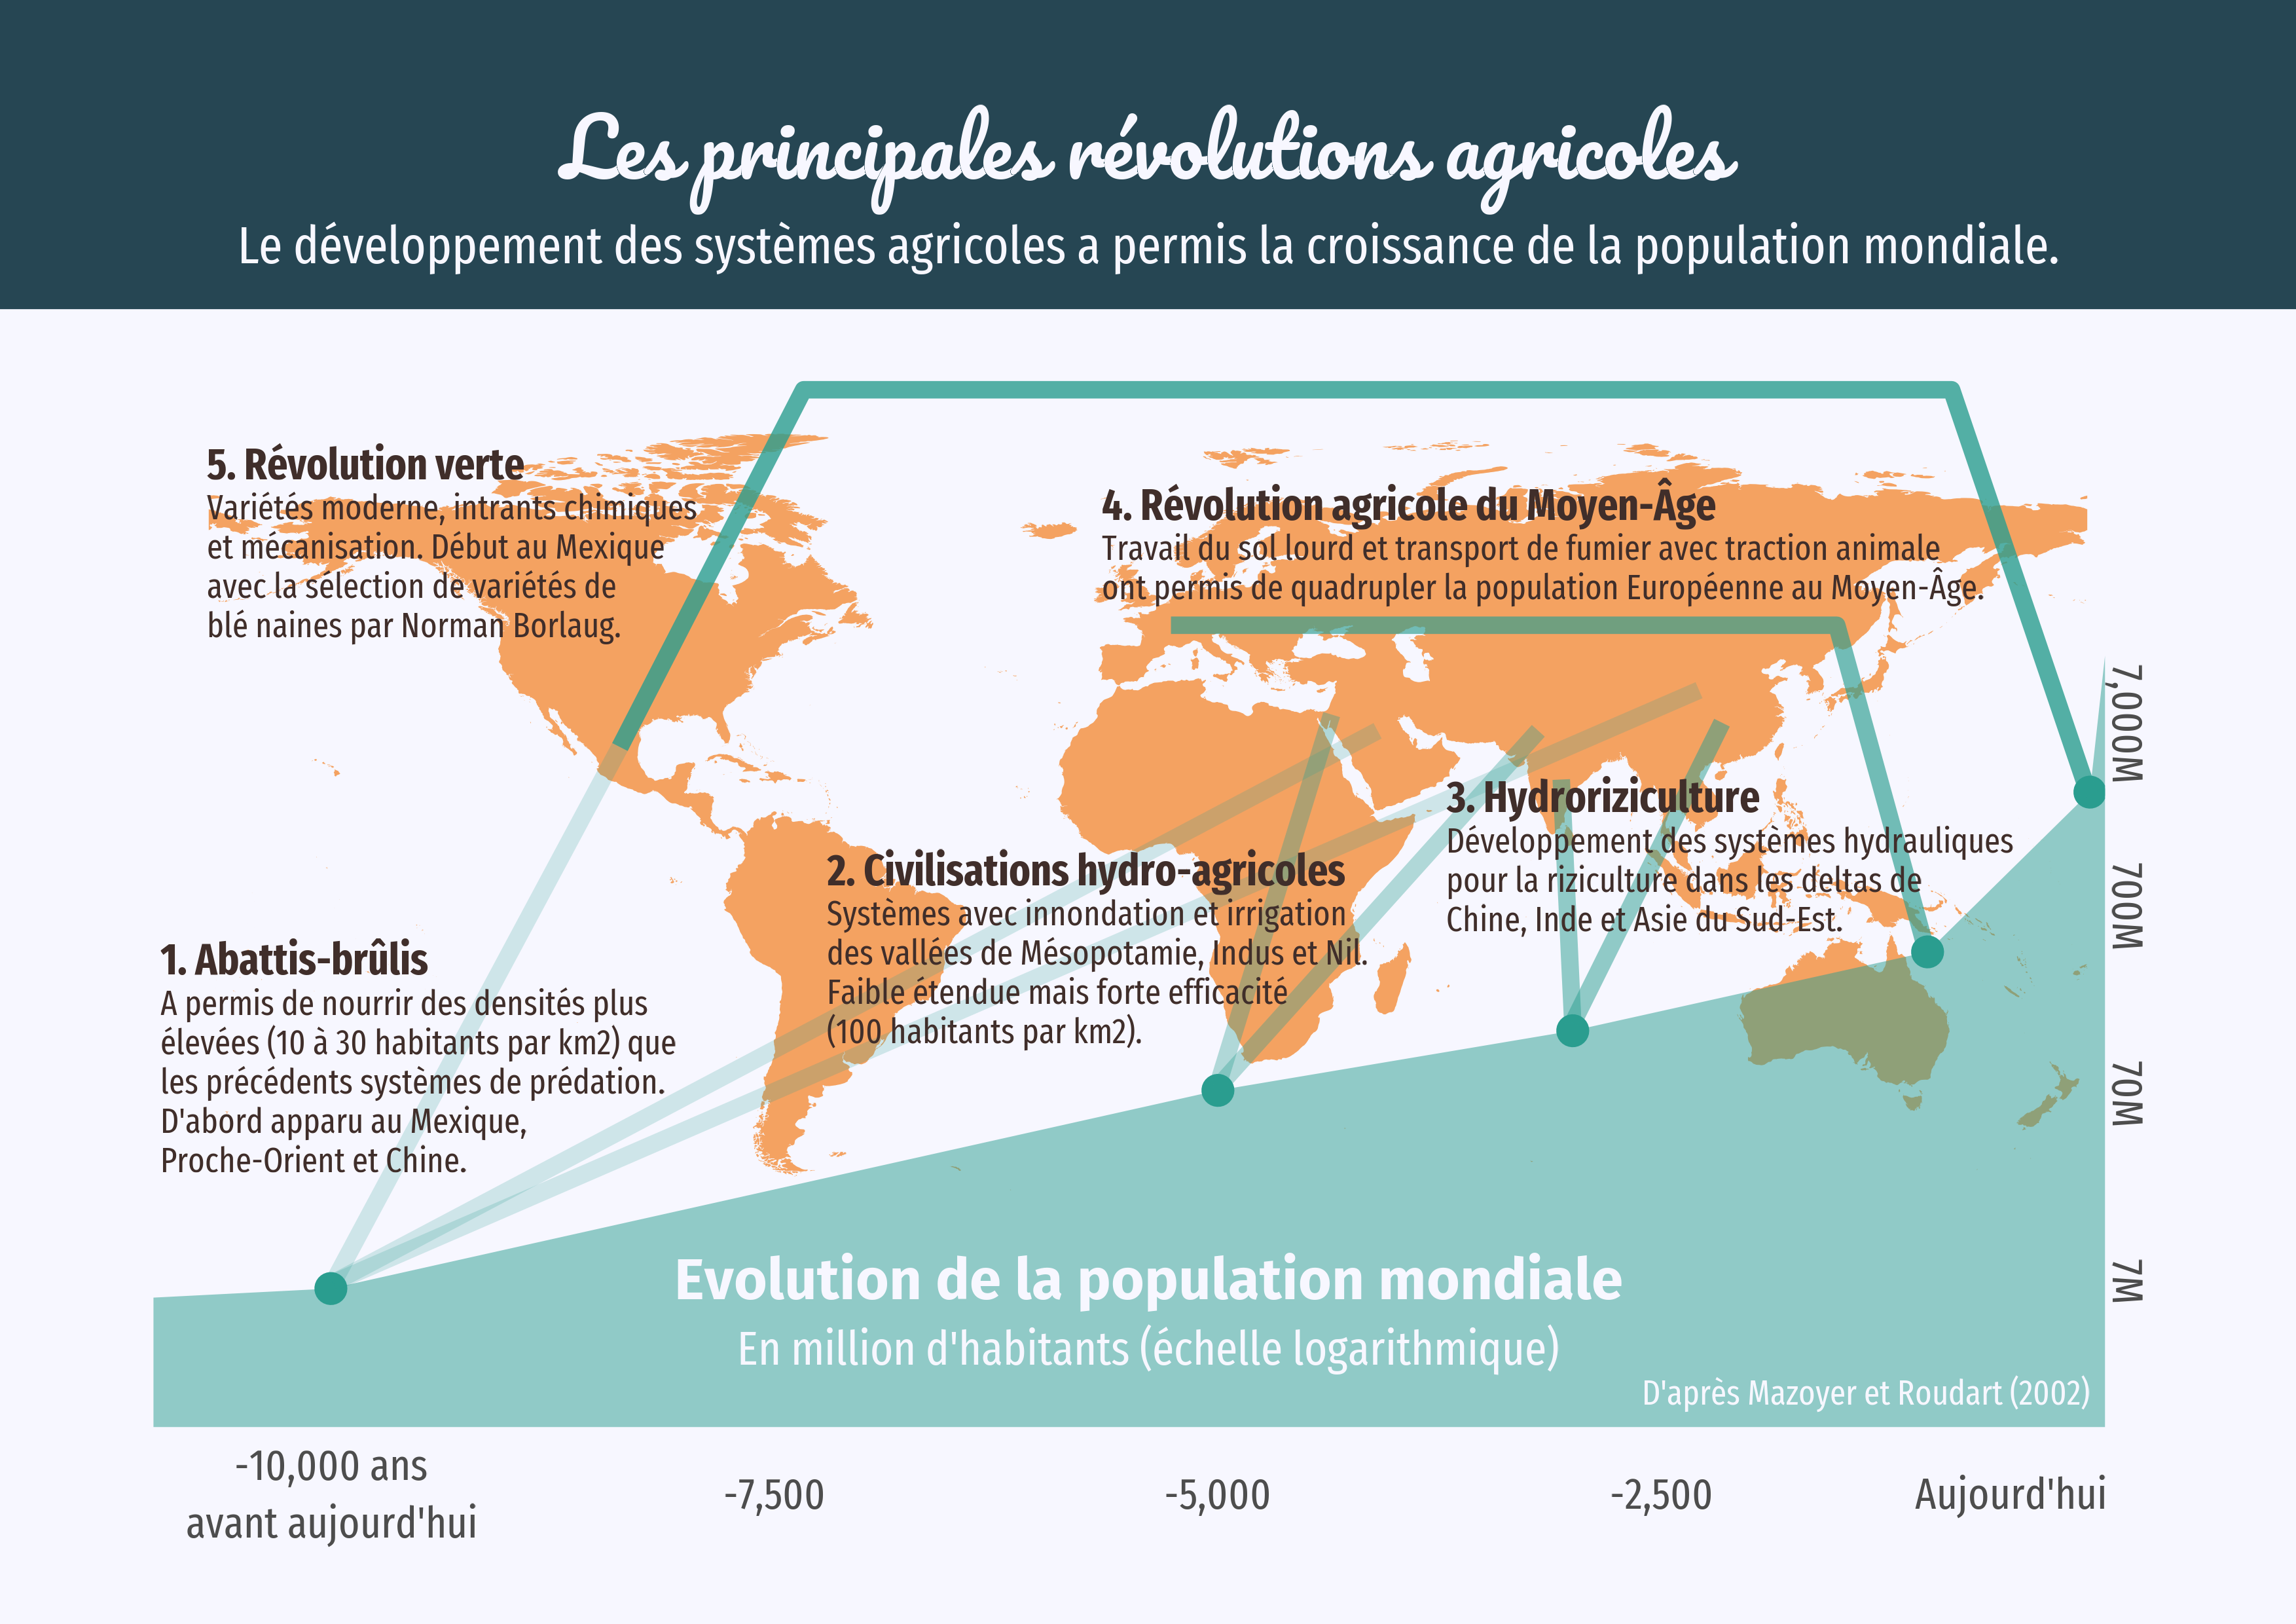 Les principales révolutions agricoles
Le développement des systèmes agricoles a permis la croissance de la population mondiale.
5. Révolution verte
Variétés moderne, intrants chimiques
et mécanisation. Début au Mexique
avec la sélection de variétés de
blé naines par Norman Borlaug.
4. Révolution agricole du Moyen-Âge
Travail du sol lourd et transport de fumier avec traction animale
ont permis de quadrupler la population Européenne au Moyen-Âge.
3. Hydroriziculture
Développement des systèmes hydrauliques
pour la riziculture dans les deltas de
Chine, Inde et Asie du Sud-Est.
2. Civilisations hydro-agricoles
Systèmes avec innondation et irrigation
des vallées de Mésopotamie, Indus et Nil.
Faible étendue mais forte efficacité
(100 habitants par km2).
1. Abattis-brûlis
A permis de nourrir des densités plus
élevées (10 à 30 habitants par km2) que
les précédents systèmes de prédation.
D'abord apparu au Mexique,
Proche-Orient et Chine.
7,000M
700M
70M
7M
Evolution de la population mondiale
En million d'habitants (échelle logarithmique)
D'après Mazoyer et Roudart (2002)
-10,000 ans
avant aujourd'hui
-7,500
-5,000
-2,500
Aujourd'hui